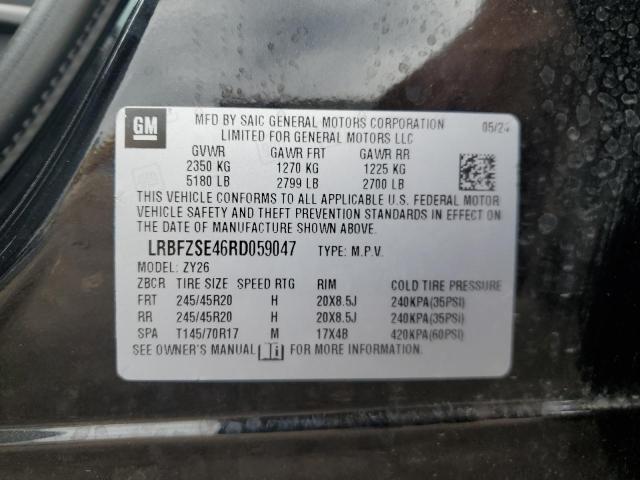 GM
MFD BY SAIC GENERAL MOTORS CORPORATION 05/24
LIMITED FOR GENERAL MOTORS LLC
GVWR GAWR FRT GAWR RR
2350 KG 1270 KG 1225 KG
5180 LB 2799 LB 2700 LB
THIS VEHICLE CONFORMS TO ALL APPLICABLE U.S. FEDERAL MOTOR
VEHICLE SAFETY AND THEFT PREVENTION STANDARDS IN EFFECT ON
THE DATE OF MANUFACTURE SHOWN ABOVE.
LRBFZSE46RD059047 TYPE: M.P.V.
MODEL: ZY26
ZBCR TIRE SIZE SPEED RTG RIM COLD TIRE PRESSURE
FRT 245/45R20 H 20X8.5J 240KPA(35PSI)
RR 245/45R20 H 20X8.5J 240KPA(35PSI)
SPA T145/70R17 M 17X4B 420KPA(60PSI)
SEE OWNER'S MANUAL FOR MORE INFORMATION.